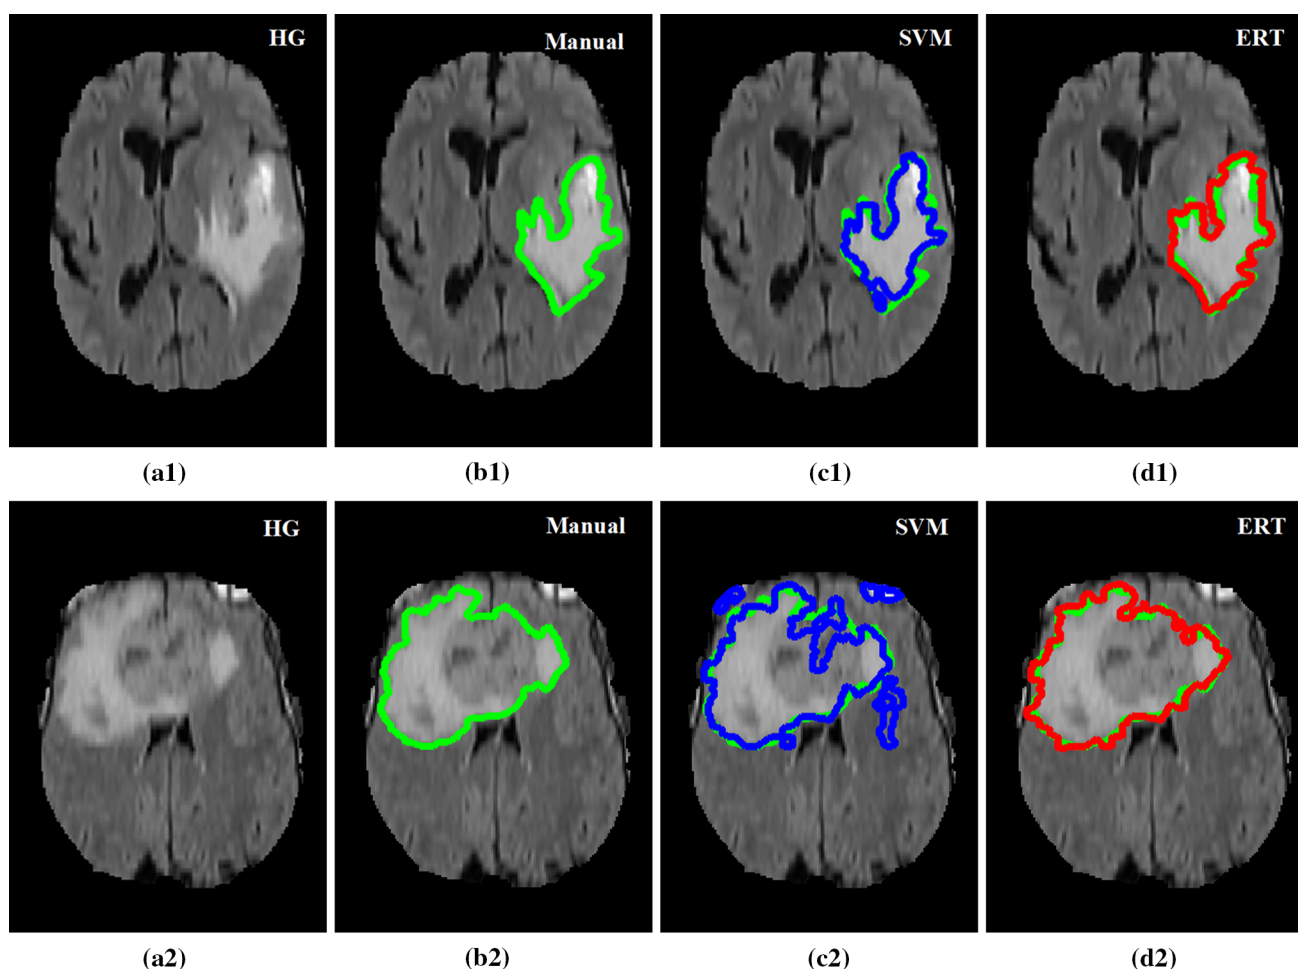 HG
Manual
SVM
ERT
(a1)
(b1)
(c1)
(d1)
HG
Manual
SVM
ERT
(a2)
(b2)
(c2)
(d2)